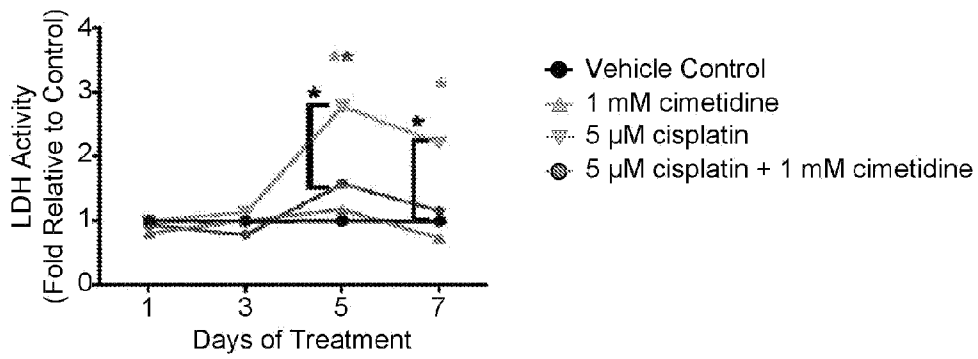 LDH Activity
(Fold Relative to Control)
4
3
2
1
0
**
*
*
*
1 3 5 7
Days of Treatment
Vehicle Control
1 mM cimetidine
5 µM cisplatin
5 µM cisplatin + 1 mM cimetidine